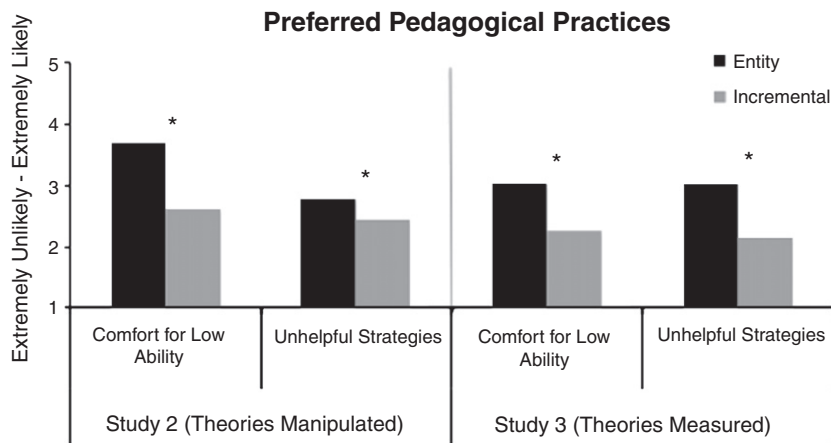 Preferred Pedagogical Practices
Extremely Unlikely - Extremely Likely
5
4
3
2
1
Entity
Incremental
*
*
*
*
Comfort for Low
Ability
Unhelpful Strategies
Comfort for Low
Ability
Unhelpful Strategies
Study 2 (Theories Manipulated)
Study 3 (Theories Measured)